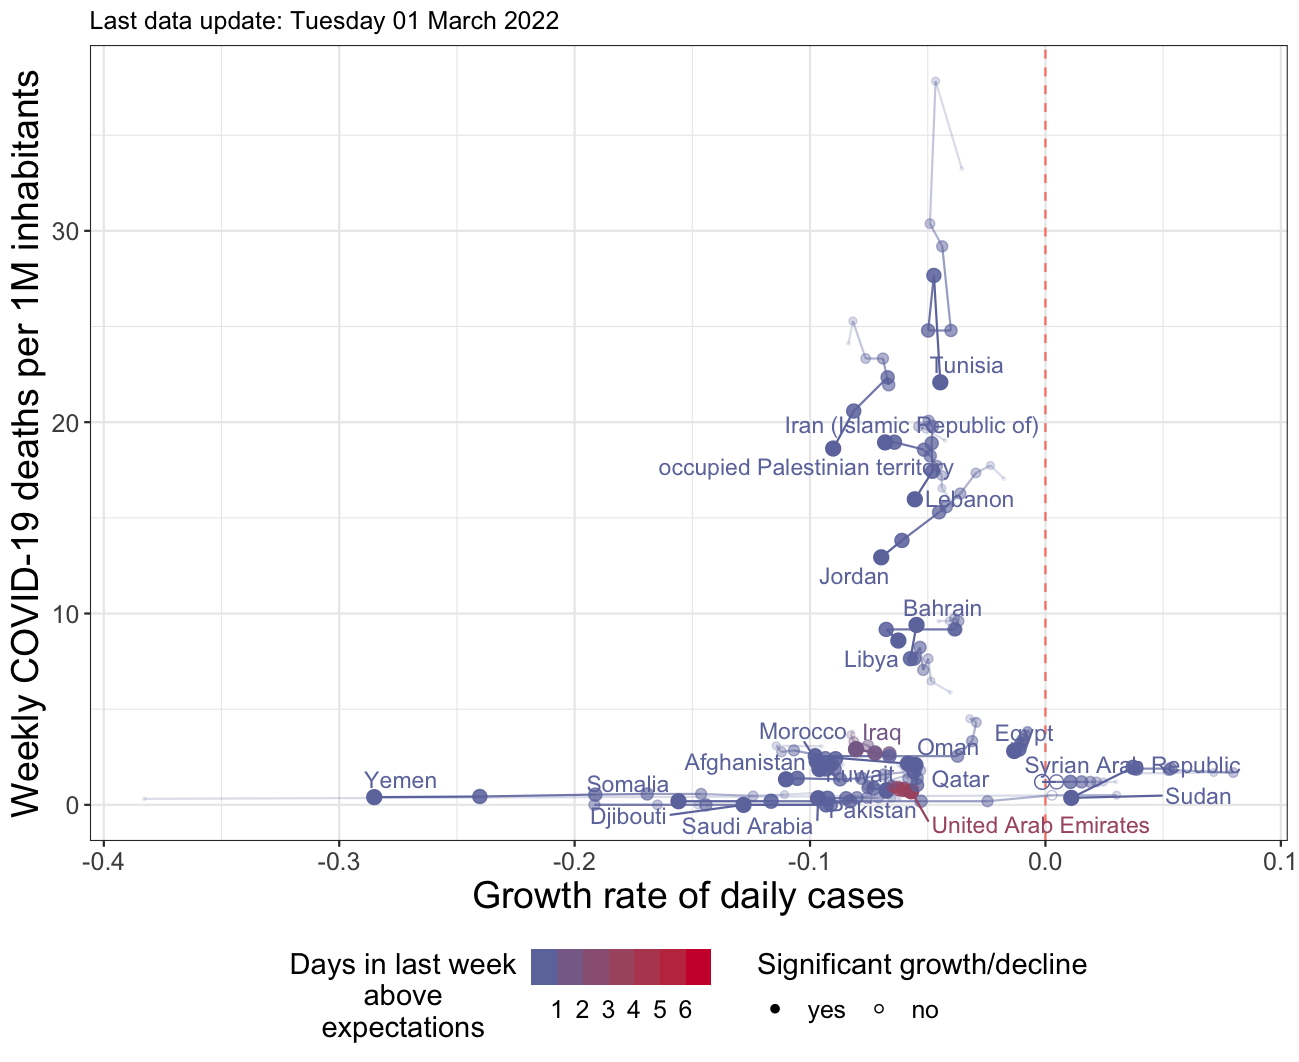 Last data update: Tuesday 01 March 2022
Weekly COVID-19 deaths per 1M inhabitants
30
20
10
0
Tunisia
Iran (Islamic Republic of)
occupied Palestinian territory
Lebanon
Jordan
Bahrain
Libya
Morocco
Iraq
Egypt
Oman
Afghanistan
Syrian Arab Republic
Kuwait
Yemen
Somalia
Qatar
Sudan
Djibouti
Pakistan
Saudi Arabia
United Arab Emirates
-0.4
-0.3
-0.2
-0.1
0.0
0.1
Growth rate of daily cases
Days in last week
above
expectations
1 2 3 4 5 6
Significant growth/decline
yes
no